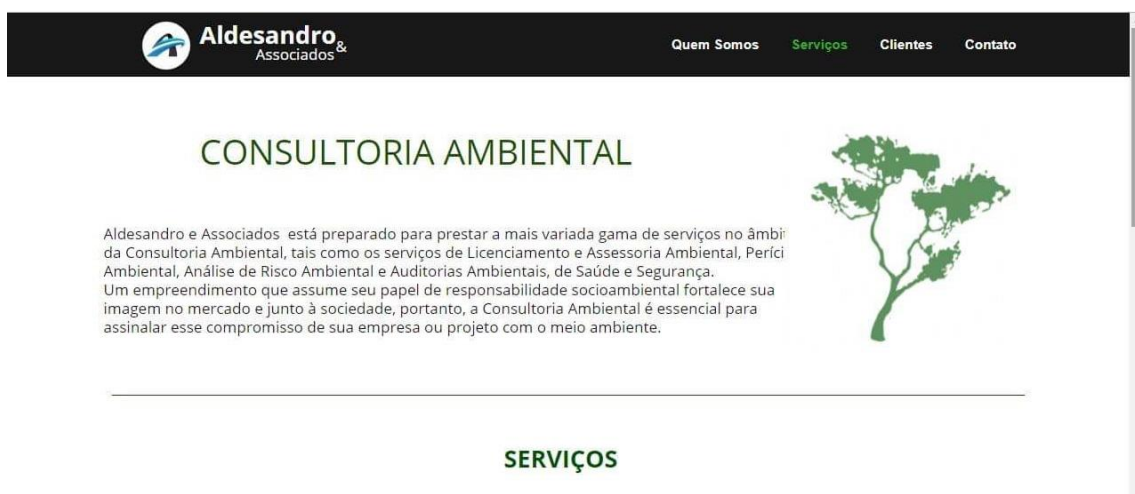 Aldesandro &
Associados
Quem Somos Serviços Clientes Contato
CONSULTORIA AMBIENTAL
Aldesandro e Associados está preparado para prestar a mais variada gama de serviços no âmbi
da Consultoria Ambiental, tais como os serviços de Licenciamento e Assessoria Ambiental, Períci
Ambiental, Análise de Risco Ambiental e Auditorias Ambientais, de Saúde e Segurança.
Um empreendimento que assume seu papel de responsabilidade socioambiental fortalece sua
imagem no mercado e junto à sociedade, portanto, a Consultoria Ambiental é essencial para
assinalar esse compromisso de sua empresa ou projeto com o meio ambiente.
SERVIÇOS